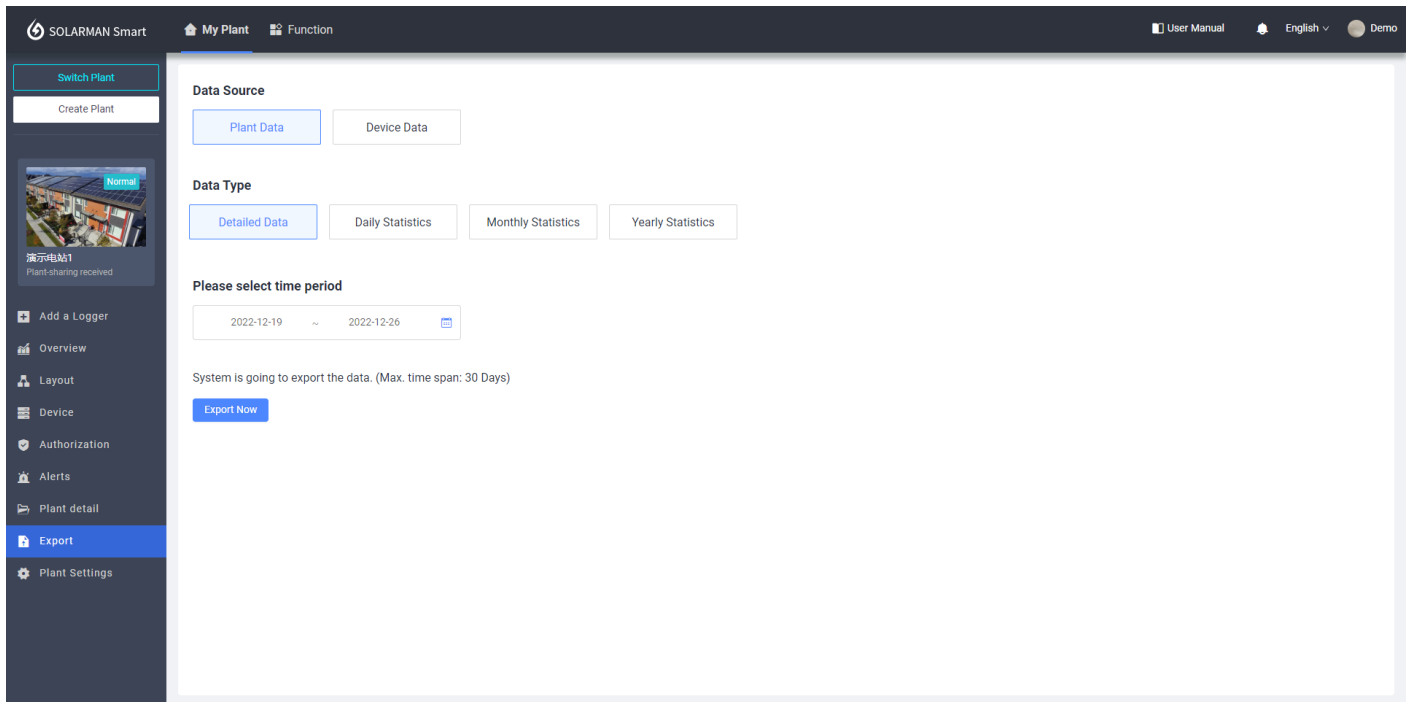 SOLARMAN Smart
My Plant
Function
User Manual
English
Demo
Switch Plant
Create Plant
Normal
演示电站1
Plant-sharing received
Add a Logger
Overview
Layout
Device
Authorization
Alerts
Plant detail
Export
Plant Settings
Data Source
Plant Data
Device Data
Data Type
Detailed Data
Daily Statistics
Monthly Statistics
Yearly Statistics
Please select time period
2022-12-19 ~ 2022-12-26
System is going to export the data. (Max. time span: 30 Days)
Export Now